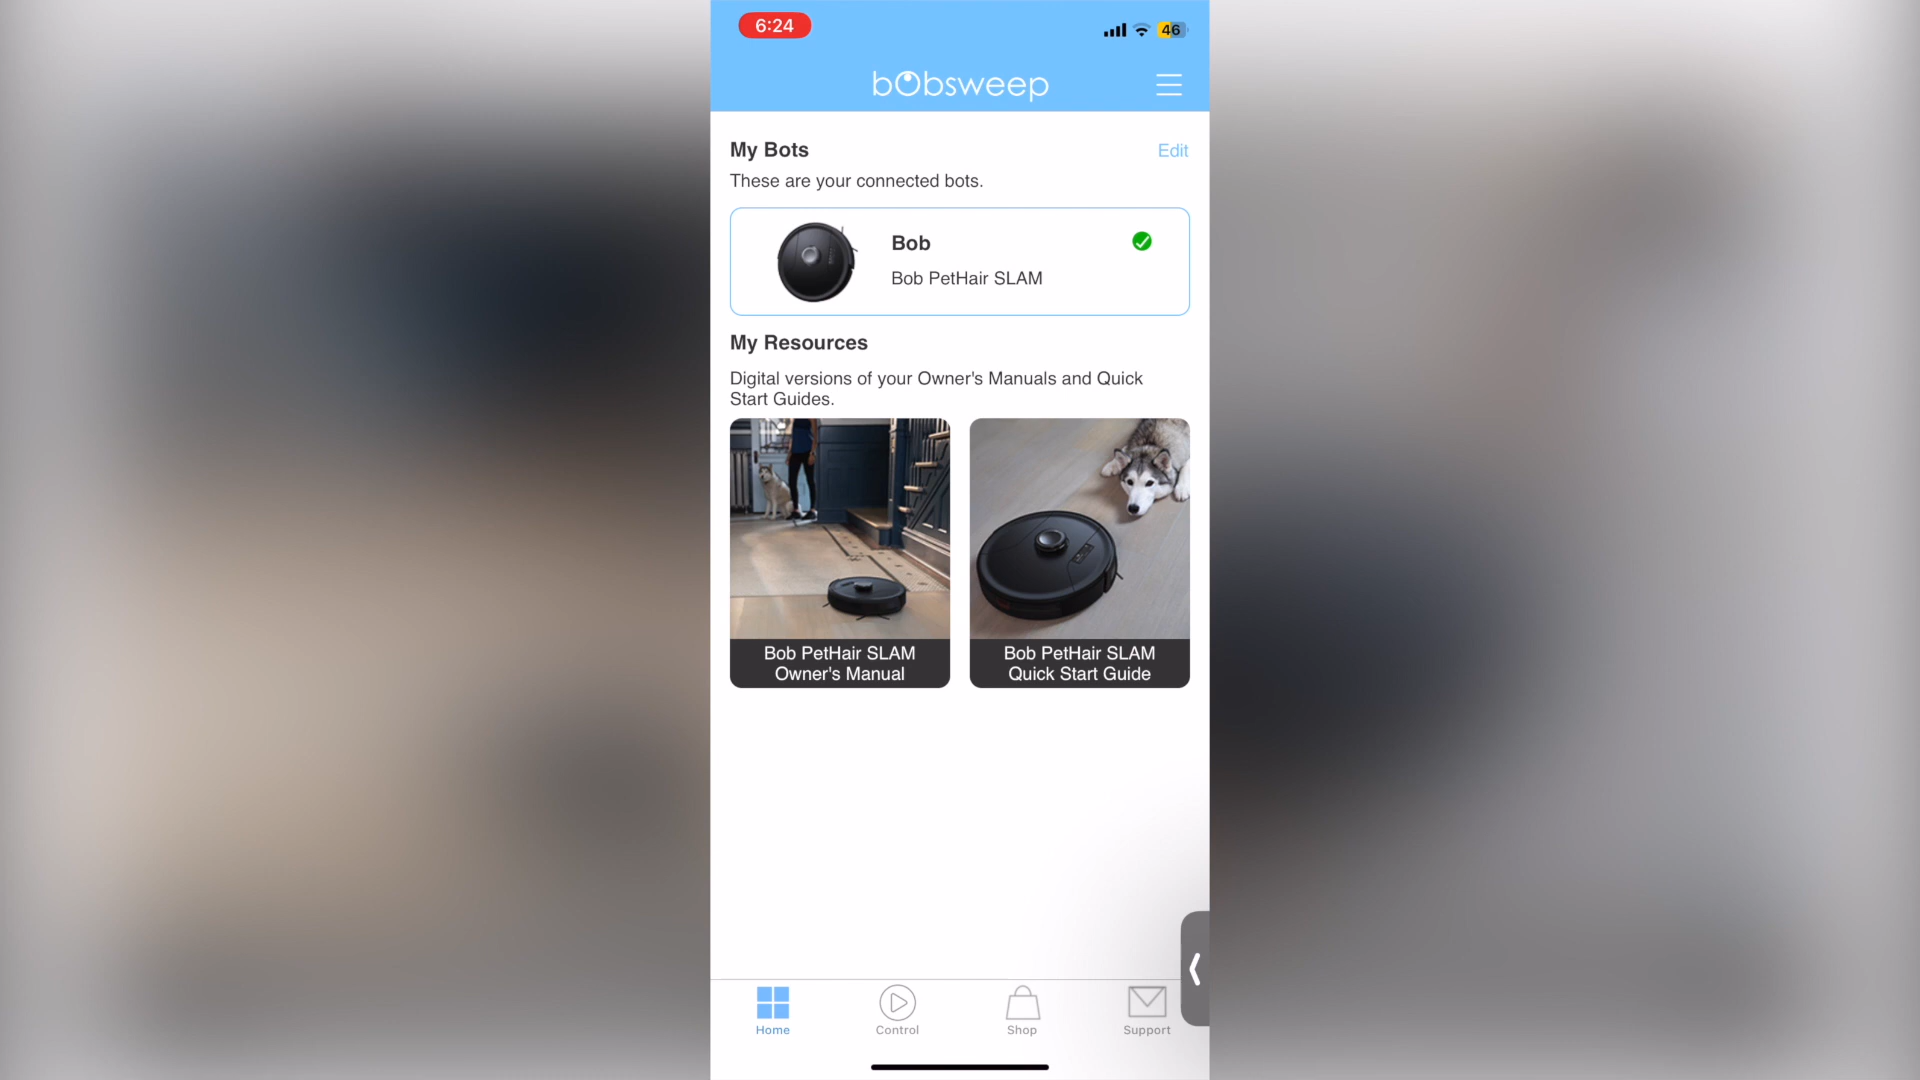 6:24
46
bobsweep
My Bots
Edit
These are your connected bots.
Bob
Bob PetHair SLAM
My Resources
Digital versions of your Owner's Manuals and Quick
Start Guides.
Bob PetHair SLAM
Owner's Manual
Bob PetHair SLAM
Quick Start Guide
Home
Control
Shop
Support